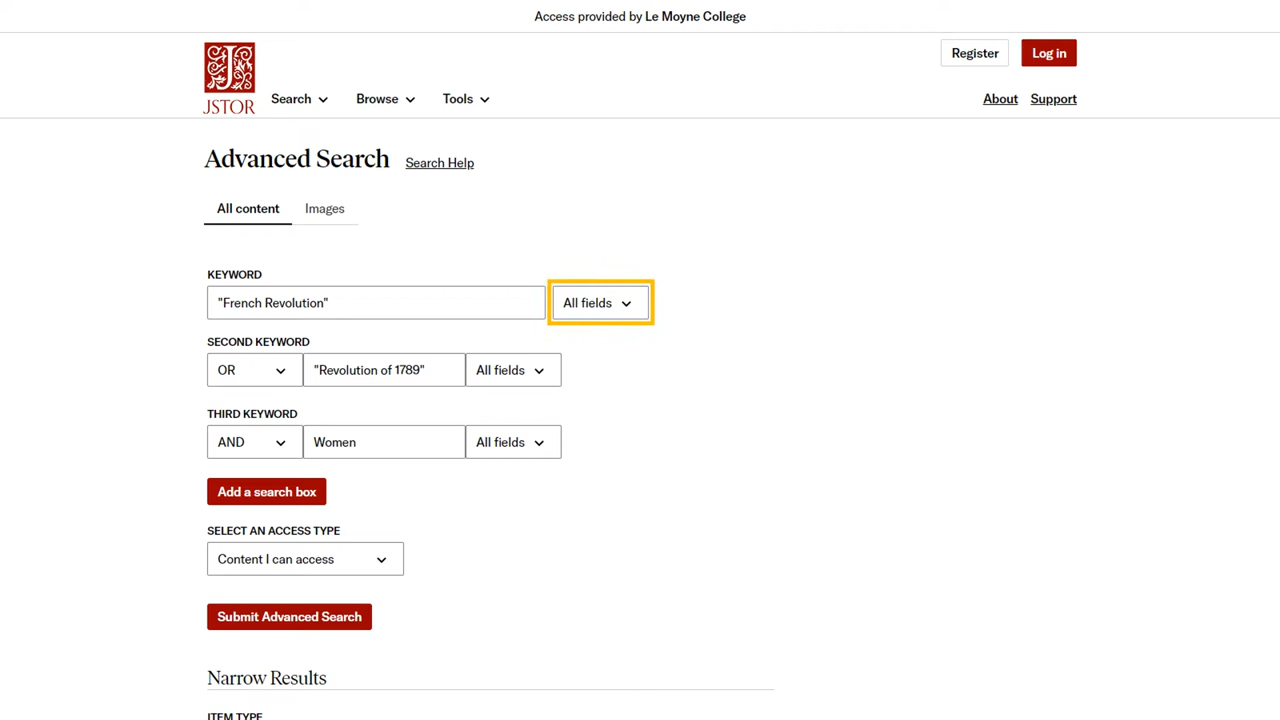 Access provided by Le Moyne College
Register
Log in
JSTOR
Search
Browse
Tools
About
Support
Advanced Search
Search Help
All content
Images
KEYWORD
"French Revolution"
All fields
SECOND KEYWORD
OR
"Revolution of 1789"
All fields
THIRD KEYWORD
AND
Women
All fields
Add a search box
SELECT AN ACCESS TYPE
Content I can access
Submit Advanced Search
Narrow Results
ITEM TYPE